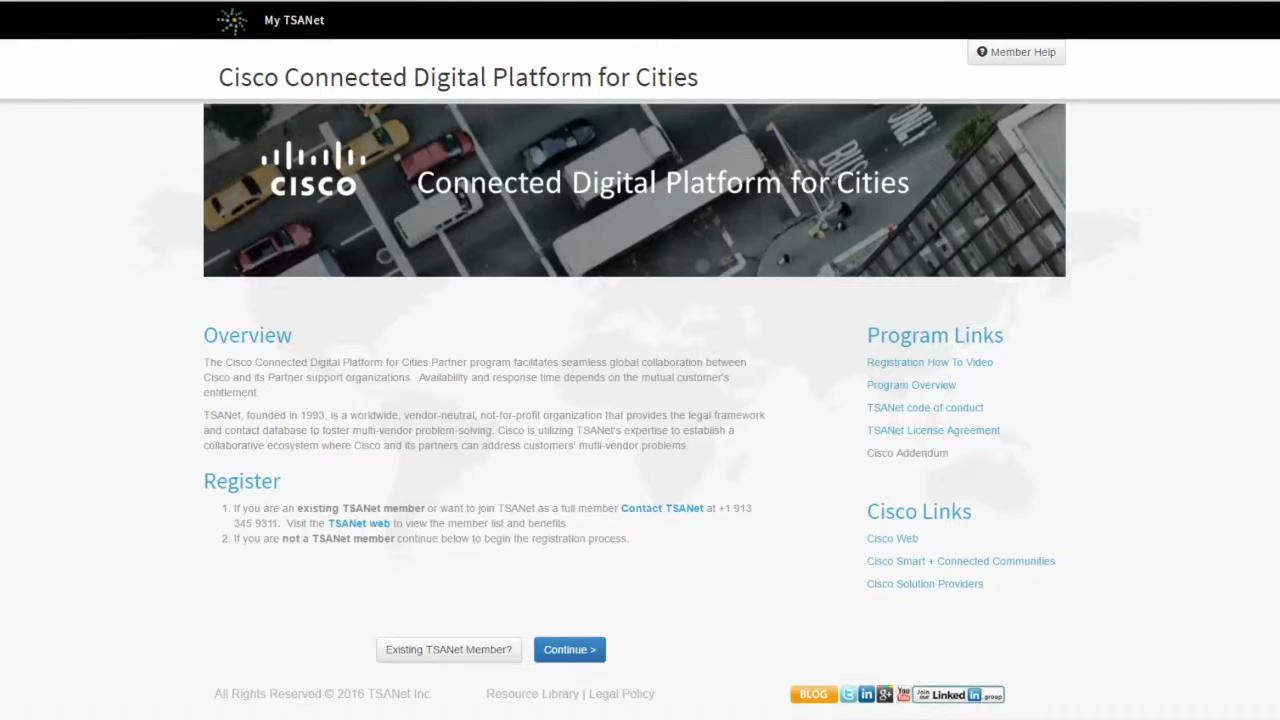 My TSANet
Member Help
Cisco Connected Digital Platform for Cities
CISCO
Connected Digital Platform for Cities
BUS
Overview
The Cisco Connected Digital Platform for Cities Partner program facilitates seamless global collaboration between
Cisco and its Partner support organizations.  Availability and response time depends on the mutual customer's
entitlement.
TSANet, founded in 1993, is a worldwide, vendor-neutral, not-for-profit organization that provides the legal framework
and contact database to foster multi-vendor problem-solving. Cisco is utilizing TSANet's expertise to establish a
collaborative ecosystem where Cisco and its partners can address customers' mutli-vendor problems.
Register
1. If you are an existing TSANet member or want to join TSANet as a full member Contact TSANet at +1 913
345 9311.  Visit the TSANet web to view the member list and benefits
2. If you are not a TSANet member continue below to begin the registration process.
Program Links
Registration How To Video
Program Overview
TSANet code of conduct
TSANet License Agreement
Cisco Addendum
Cisco Links
Cisco Web
Cisco Smart + Connected Communities
Cisco Solution Providers
Existing TSANet Member?
Continue >
All Rights Reserved © 2016 TSANet Inc.
Resource Library | Legal Policy
BLOG
in
g+
You
Join our LinkedIn group